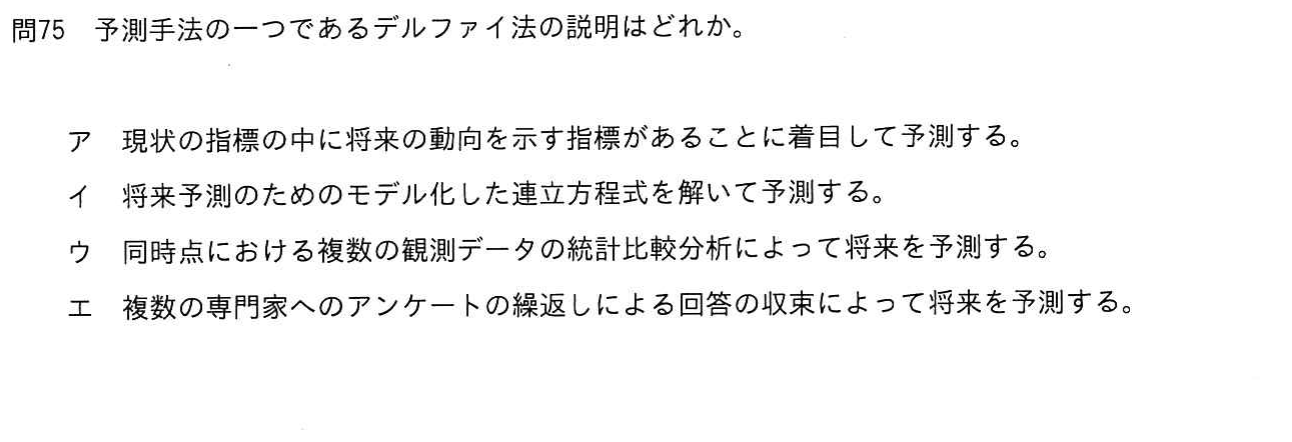 問75　予測手法の一つであるデルファイ法の説明はどれか。
ア　現状の指標の中に将来の動向を示す指標があることに着目して予測する。
イ　将来予測のためのモデル化した連立方程式を解いて予測する。
ウ　同時点における複数の観測データの統計比較分析によって将来を予測する。
エ　複数の専門家へのアンケートの繰返しによる回答の収束によって将来を予測する。